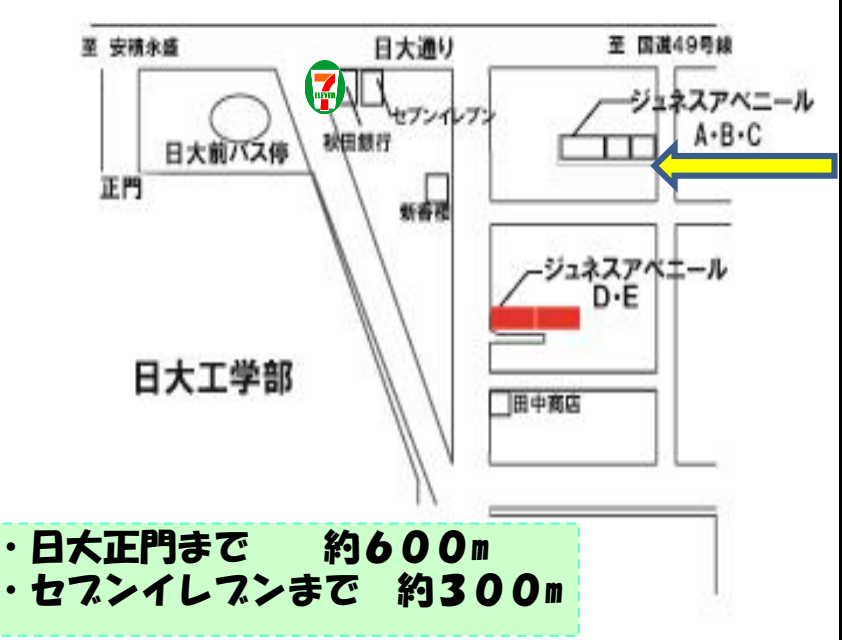 至 安積永盛
日大通り
至 国道49号線
ELEVEN
セブンイレブン
秋田銀行
日大前バス停
正門
新番楼
ジュネスアベニール
A・B・C
ジュネスアベニール
D・E
日大工学部
田中商店
・日大正門まで 約600m
・セブンイレブンまで 約300m